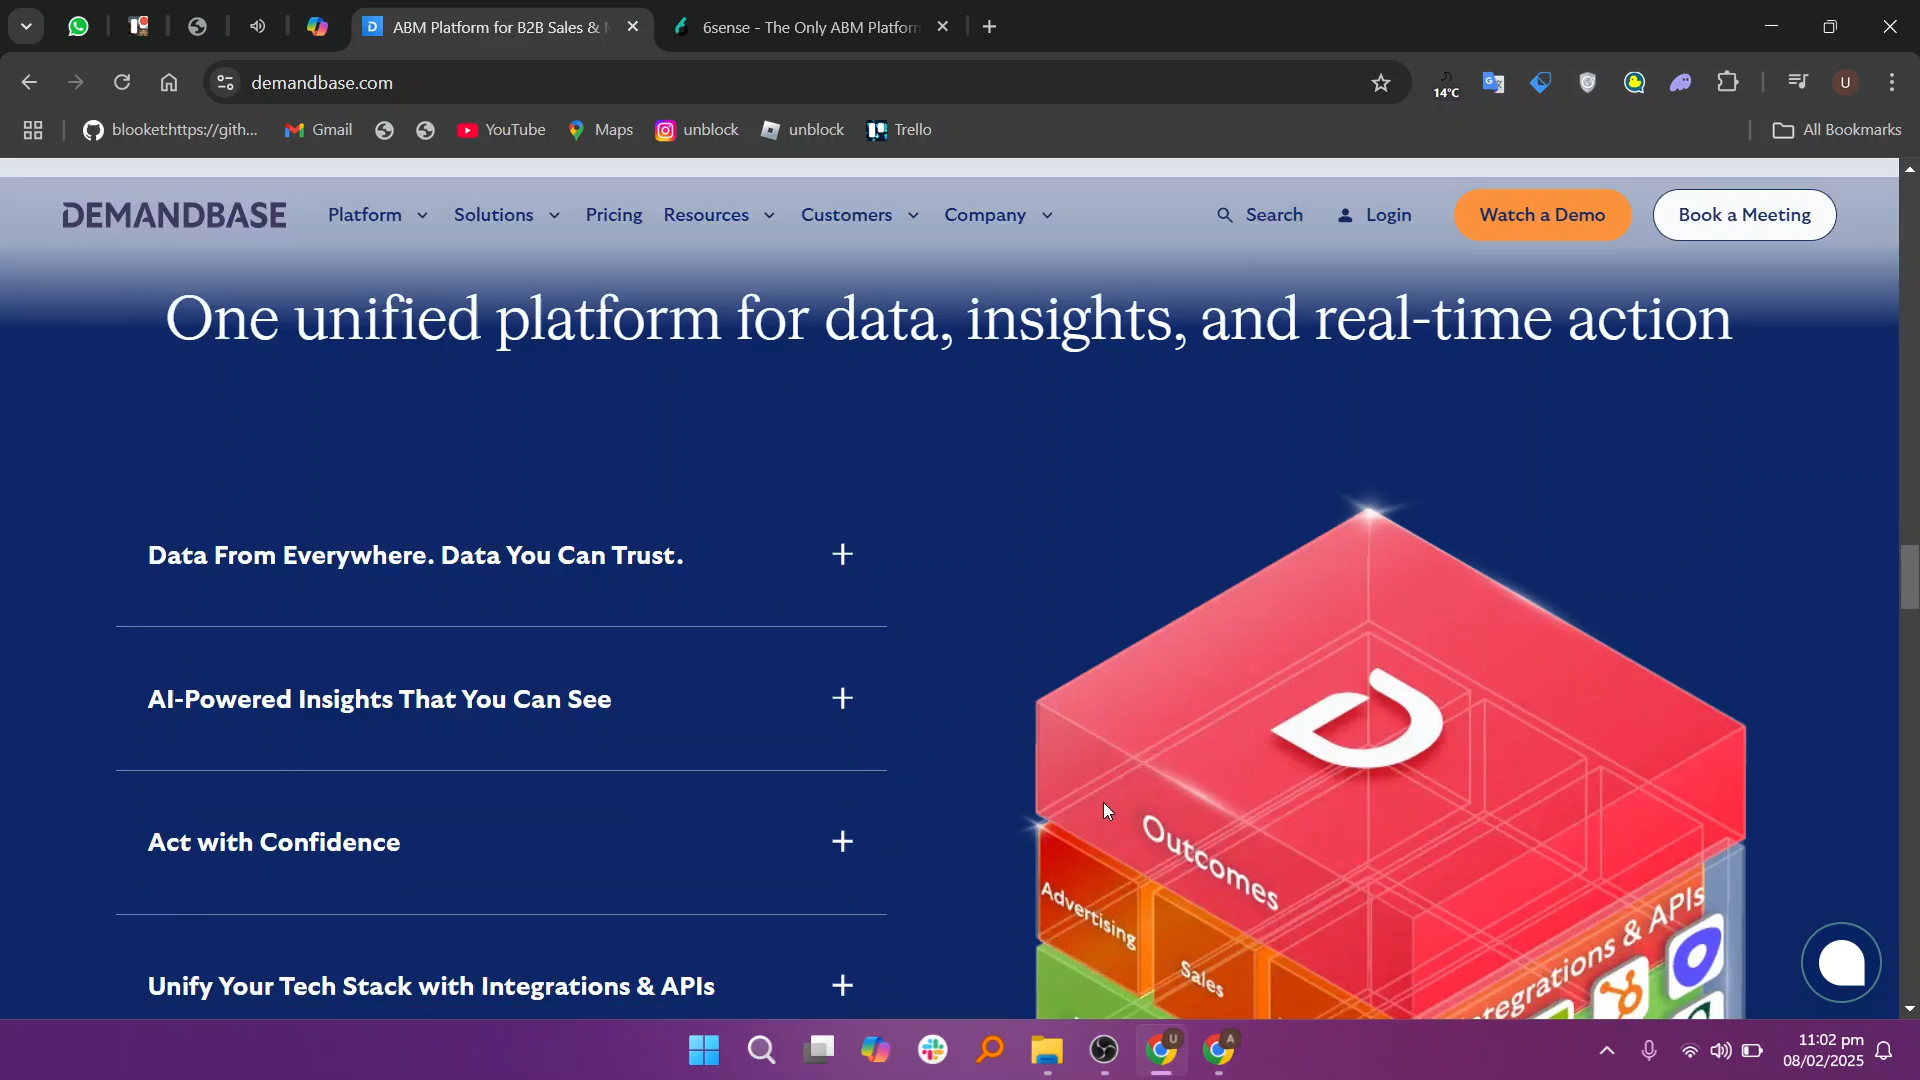 ABM Platform for B2B Sales &
6sense - The Only ABM Platform
demandbase.com
14°C
U
blooket:https://gith...
Gmail
YouTube
Maps
unblock
unblock
Trello
All Bookmarks
DEMANDBASE
Platform
Solutions
Pricing
Resources
Customers
Company
Search
Login
Watch a Demo
Book a Meeting
One unified platform for data, insights, and real-time action
Data From Everywhere. Data You Can Trust.
AI-Powered Insights That You Can See
Act with Confidence
Unify Your Tech Stack with Integrations & APIs
Outcomes
Advertising
Sales
Integrations & APIs
U
A
11:02 pm
08/02/2025